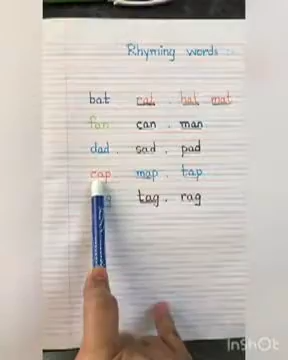 Rhyming words :-
bat cat . hat mat
fan can . man
dad . sad . pad
cap map . tap
tag . rag
InShOt